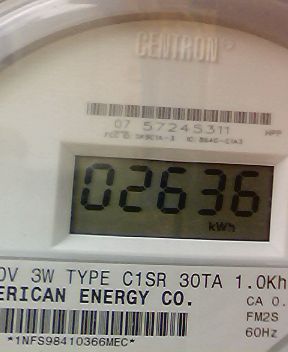 CENTRON®
07 57245311
02636
kWh
0V 3W TYPE C1SR 30TA 1.0Kh
ERICAN ENERGY CO.
CA 0.
FM2S
60Hz
*1NFS98410366MEC*